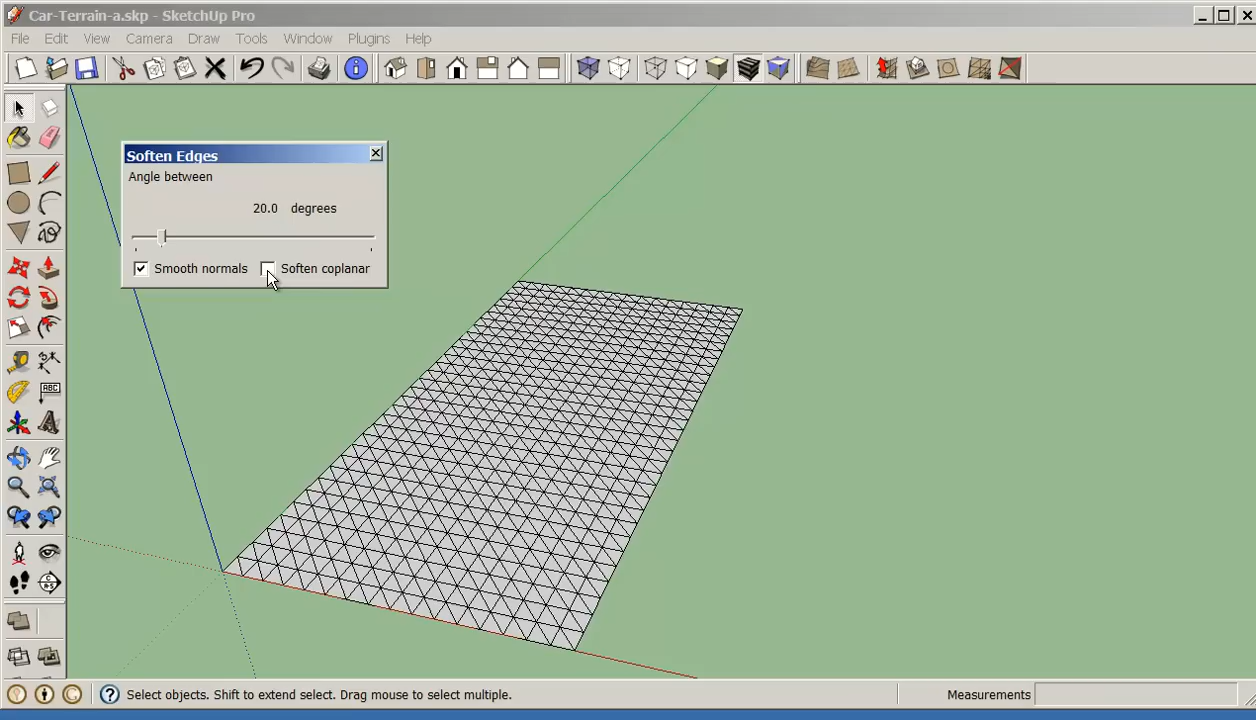 Car-Terrain-a.skp - SketchUp Pro
File Edit View Camera Draw Tools Window Plugins Help
Soften Edges
Angle between
20.0 degrees
Smooth normals Soften coplanar
ABC
Select objects. Shift to extend select. Drag mouse to select multiple. Measurements